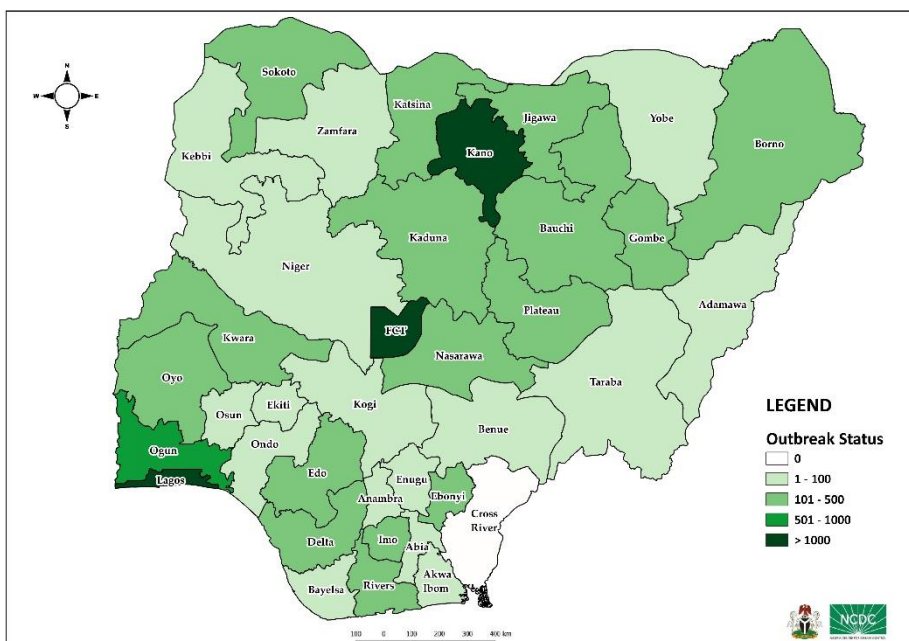 N
W E
S
Sokoto
Katsina
Jigawa
Yobe
Borno
Zamfara
Kebbi
Kano
Kaduna
Bauchi
Gombe
Niger
Adamawa
Plateau
FCT
Kwara
Nasarawa
Taraba
Oyo
Kogi
Osun
Ekiti
Benue
Ogun
Ondo
Lagos
Edo
Enugu
Anambra
Ebonyi
Cross
River
Delta
Imo
Abia
Akwa
Ibom
Bayelsa
Rivers
LEGEND
Outbreak Status
0
1 - 100
101 - 500
501 - 1000
> 1000
100 0 100 200 300 400 km
NCDC